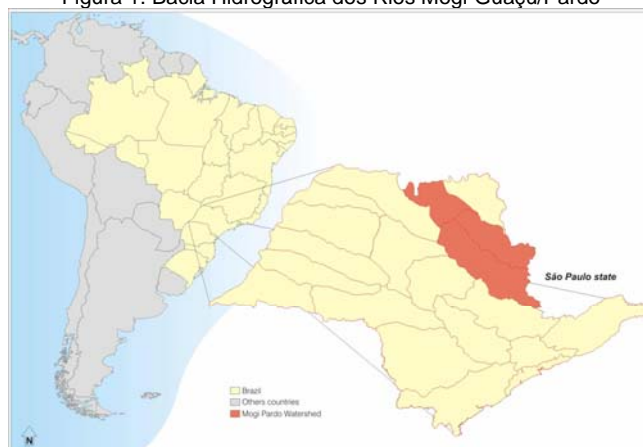 Figura 1: Bacia Hidrográfica dos Rios Mogi Guaçu/Pardo
São Paulo state
Brazil
Others countries
Mogi Pardo Watershed
N